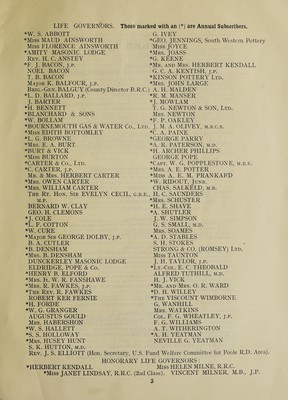 LIFE GOVERNORS. Those marked with an (*) are Annual Subscribers.
*W. S. ABBOTT
*Miss MAUD AINSWORTH
Miss FLORENCE AINSWORTH
*AMITY MASONIC LODGE
Rev. H. C. ANSTEY
*F. J. BACON, J.P.
NOEL BACON
T. B. BACON
Major K. BALFOUR, J.P.
Brig.-Gen. BALGUY (County Director B.R.C.)
*L. D. BALLARD, J.P.
J. BARTER
*H. BENNETT
*BLANCHARD & SONS
*W. BOLLAM
*BOURNEMOUTH GAS & WATER Co., Ltd.
*Miss EDITH BOTTOMLEY
*L. G. BROWNE
*Mrs. E. A. BURT
*BURT & VICK
*Miss BURTON
*CARTER & Co., Ltd.
*C. CARTER, J.P.
Mr. & Mrs. HERBERT CARTER
*Mrs. OWEN CARTER
*Mrs. WILLIAM CARTER
The Rt. Hon. Sir EVELYN CECIL, G.B.E., M.P.
BERNARD W. CLAY
GEO. H. CLEMONS
*J. COLE
*L. F. COTTON
*W. CURE
*Major Sir GEORGE DOLBY, J.P.
B. A. CUTLER
*B. DENSHAM
*Mrs. B. DENSHAM
DUNCKERLEY MASONIC LODGE
ELDRIDGE, POPE & Co.
*HENRY P. ELFORD
*Mrs. H. W. R. FANSHAWE
*Mrs. R. FAWKES, J.P.
*The Rev. R. FAWKES
ROBERT KER FERNIE
*H. FORDE
*W. G. GRANGER
AUGUSTUS GOULD
Mrs. HABERSHON
*W. S. HALLETT
*S. S. HOLLOWAY
*Mrs. HUSEY HUNT
S. K. HUTTON, M.D.
G. IVEY
*GEO. JENNINGS, South Western Pottery
Miss JOYCE
*Mrs. JOASS
*G. KEENE
*Mr. and Mrs. HERBERT KENDALL
G. C. A. KENTISH, J.P.
*KINSON POTTERY Ltd.
*Mrs. JOHN LARGE
A. H. MALDEN
*R. M. MANSER
*J. MOWLAM
T. G. NEWTON & SON, Ltd.
Mrs. NEWTON
*F. P. OAKLEY
J. H. A. OLIVEY, M.R.C.S.
*C. A. PAINE
*GEORGE PARRY
*A. R. PATERSON, M.D.
*H. ARCHER PHILLIPS
GEORGE POPE
*Capt. W. G. POPPLESTONE, M.B.E.
*Mrs. A. E. POTTER
*Miss A. E. M. PRANKARD
W. RIDOUT, Junr.
CHAS. SALKELD, M.B.
H. C. SAUNDERS
*Mrs. SCHUSTER
*H. E. SHAVE
*A. SHUTLER
J. W. SIMPSON
G. S. SMALL, M.D.
Mrs. SOAMES
*A. D. STABLES
S. H. STOKES
STRONG & CO. (ROMSEY) Ltd.
Miss TAUNTON
J. H. TAYLOR, J.P.
*Lt.-Col. E. C. THEOBALD
ALFRED TUTHILL, M.B.
H. J. VICK
*Mr. and Mrs. O. R. WARD
*D. H. WILLEY
*The VISCOUNT WIMBORNE
G. WANHILL
Mrs. WATKINS
Col. F. G. WHEATLEY, J.P.
F. G. WILLIAMS
A. T. WITHERINGTON
*A. H. YEATMAN
NEVILLE G. YEATMAN
Rev. J. S. ELLIOTT (Hon. Secretary, U.S. Fund Welfare Committee for Poole R.D. Area).
HONORARY LIFE GOVERNORS:
*HERBERT KENDALL
Miss HELEN MILNE, R.R.C.
*Miss JANET LINDSAY, R.R.C. (2nd Class).
VINCENT MILNER, M.B., J.P.
3